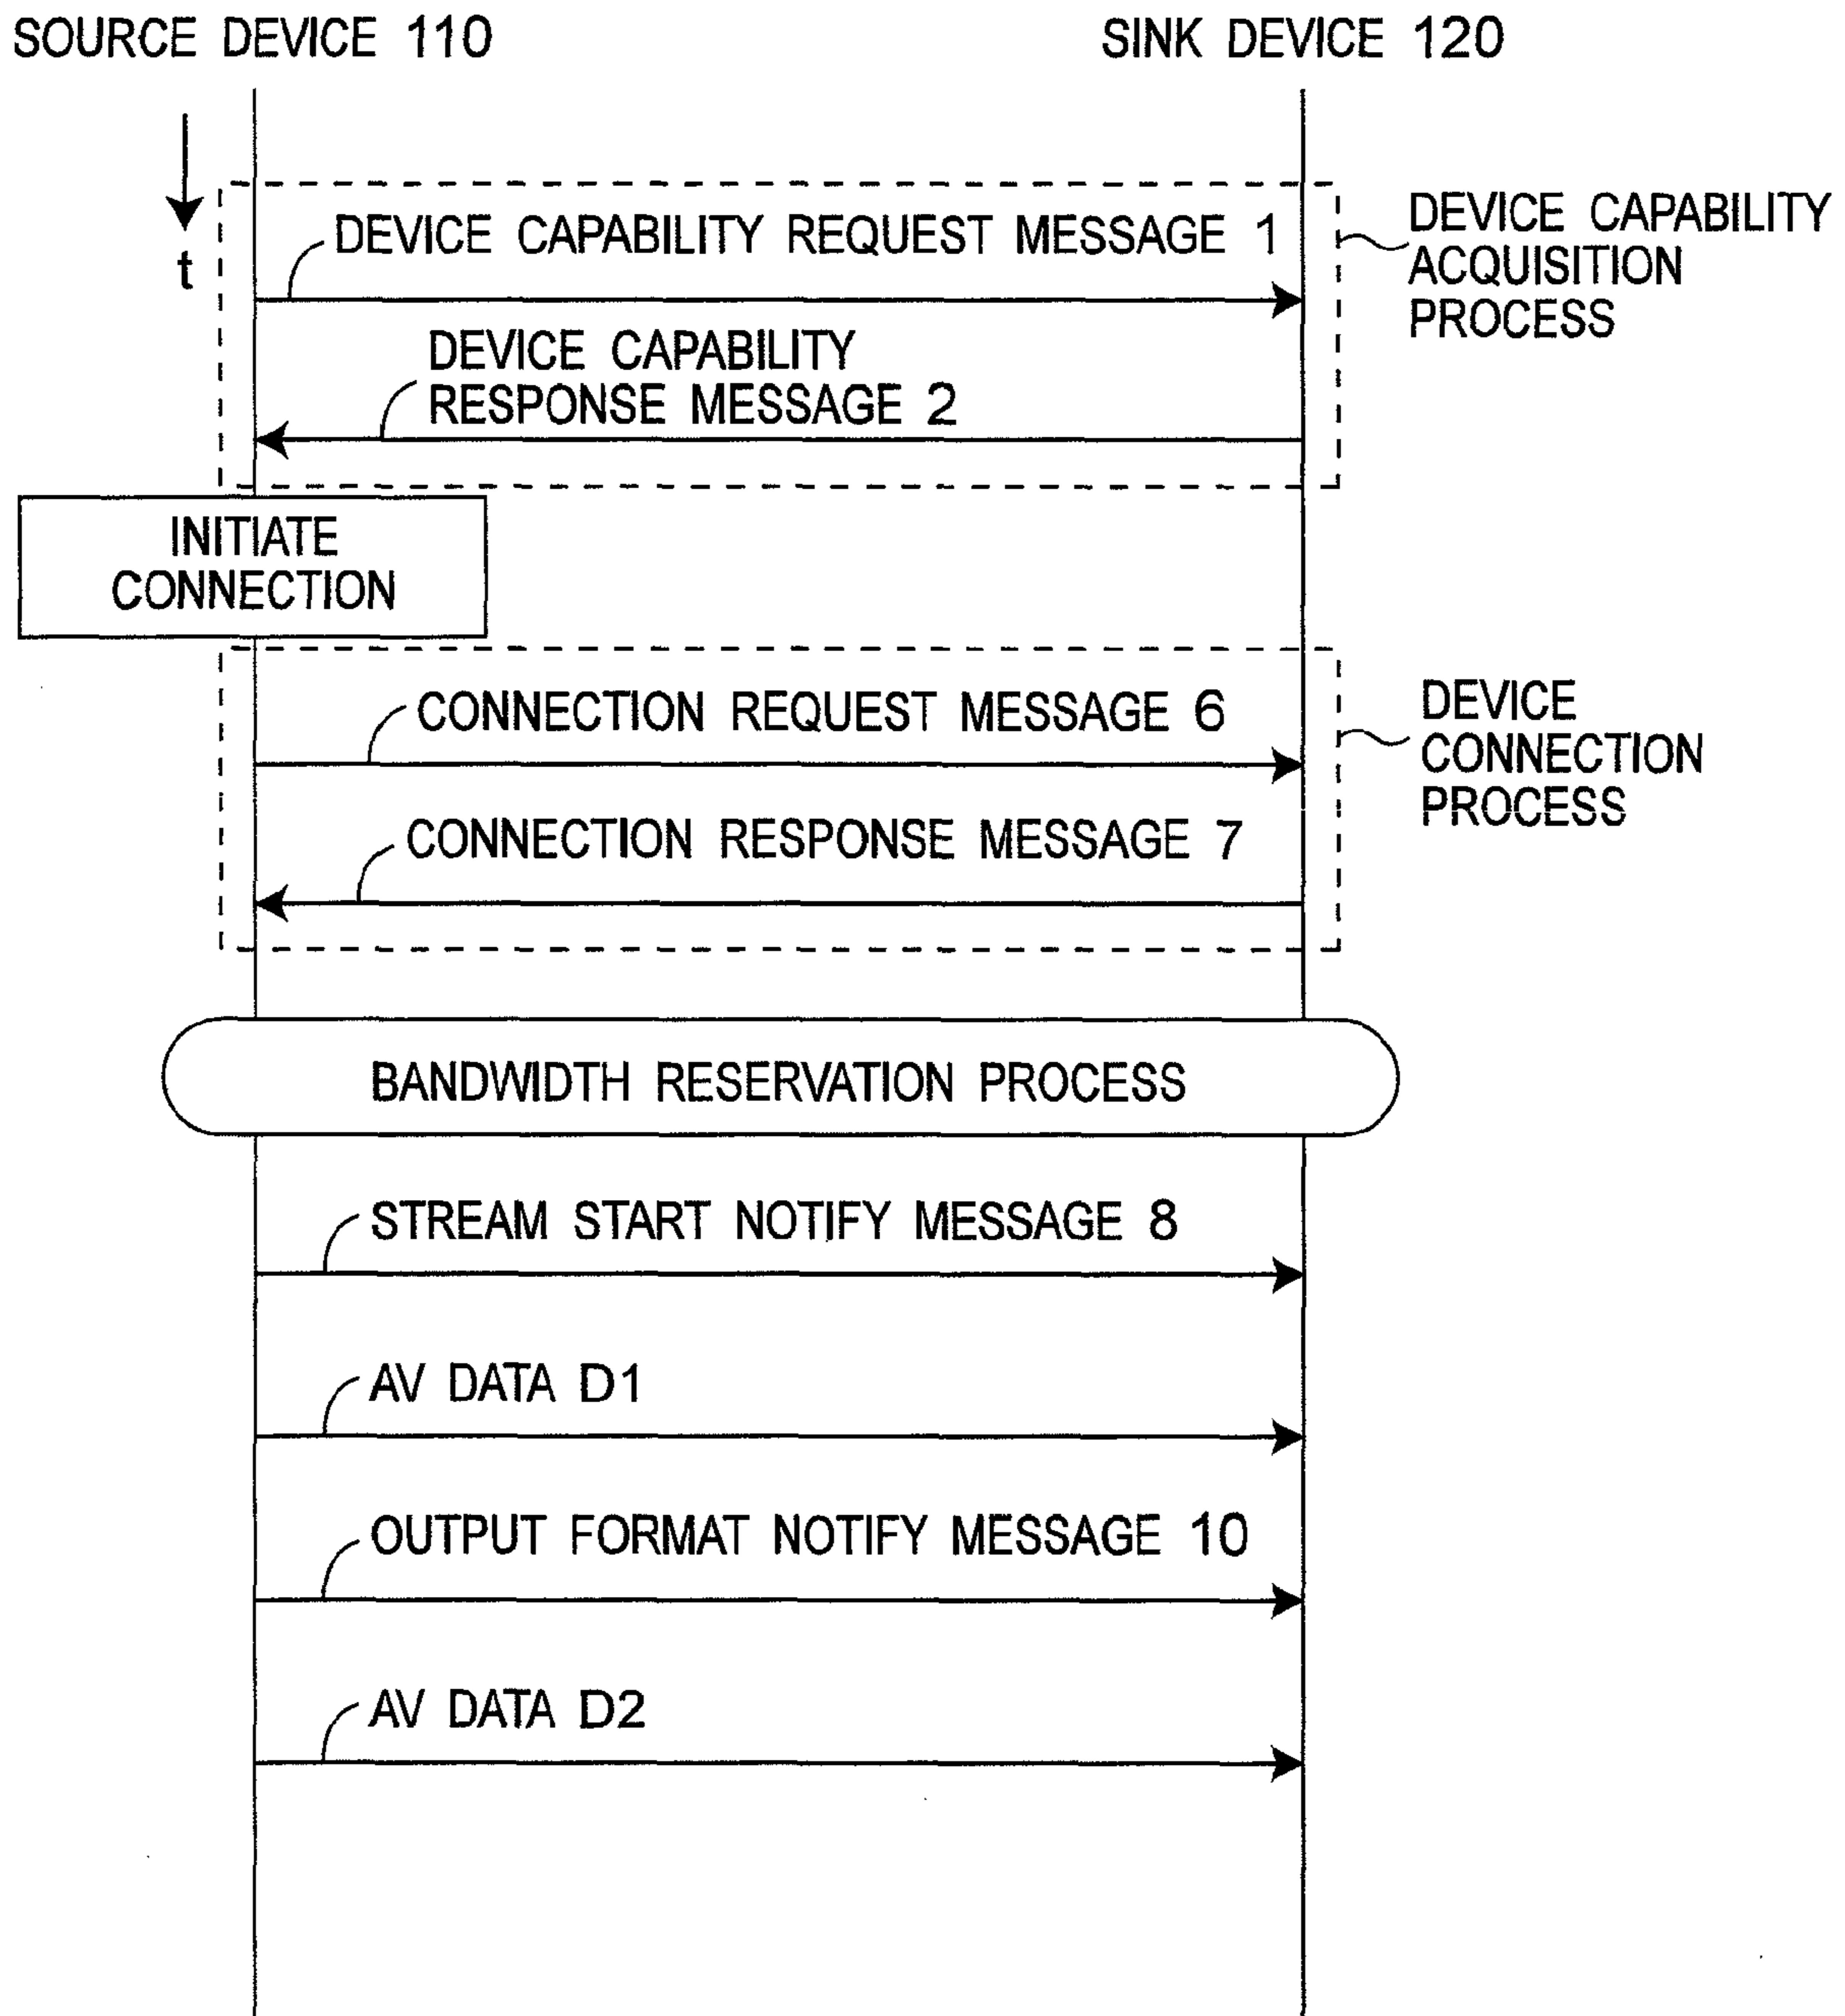 SOURCE DEVICE 110
SINK DEVICE 120
t
DEVICE CAPABILITY REQUEST MESSAGE 1
DEVICE CAPABILITY
ACQUISITION
PROCESS
DEVICE CAPABILITY
RESPONSE MESSAGE 2
INITIATE
CONNECTION
CONNECTION REQUEST MESSAGE 6
DEVICE
CONNECTION
PROCESS
CONNECTION RESPONSE MESSAGE 7
BANDWIDTH RESERVATION PROCESS
STREAM START NOTIFY MESSAGE 8
AV DATA D1
OUTPUT FORMAT NOTIFY MESSAGE 10
AV DATA D2